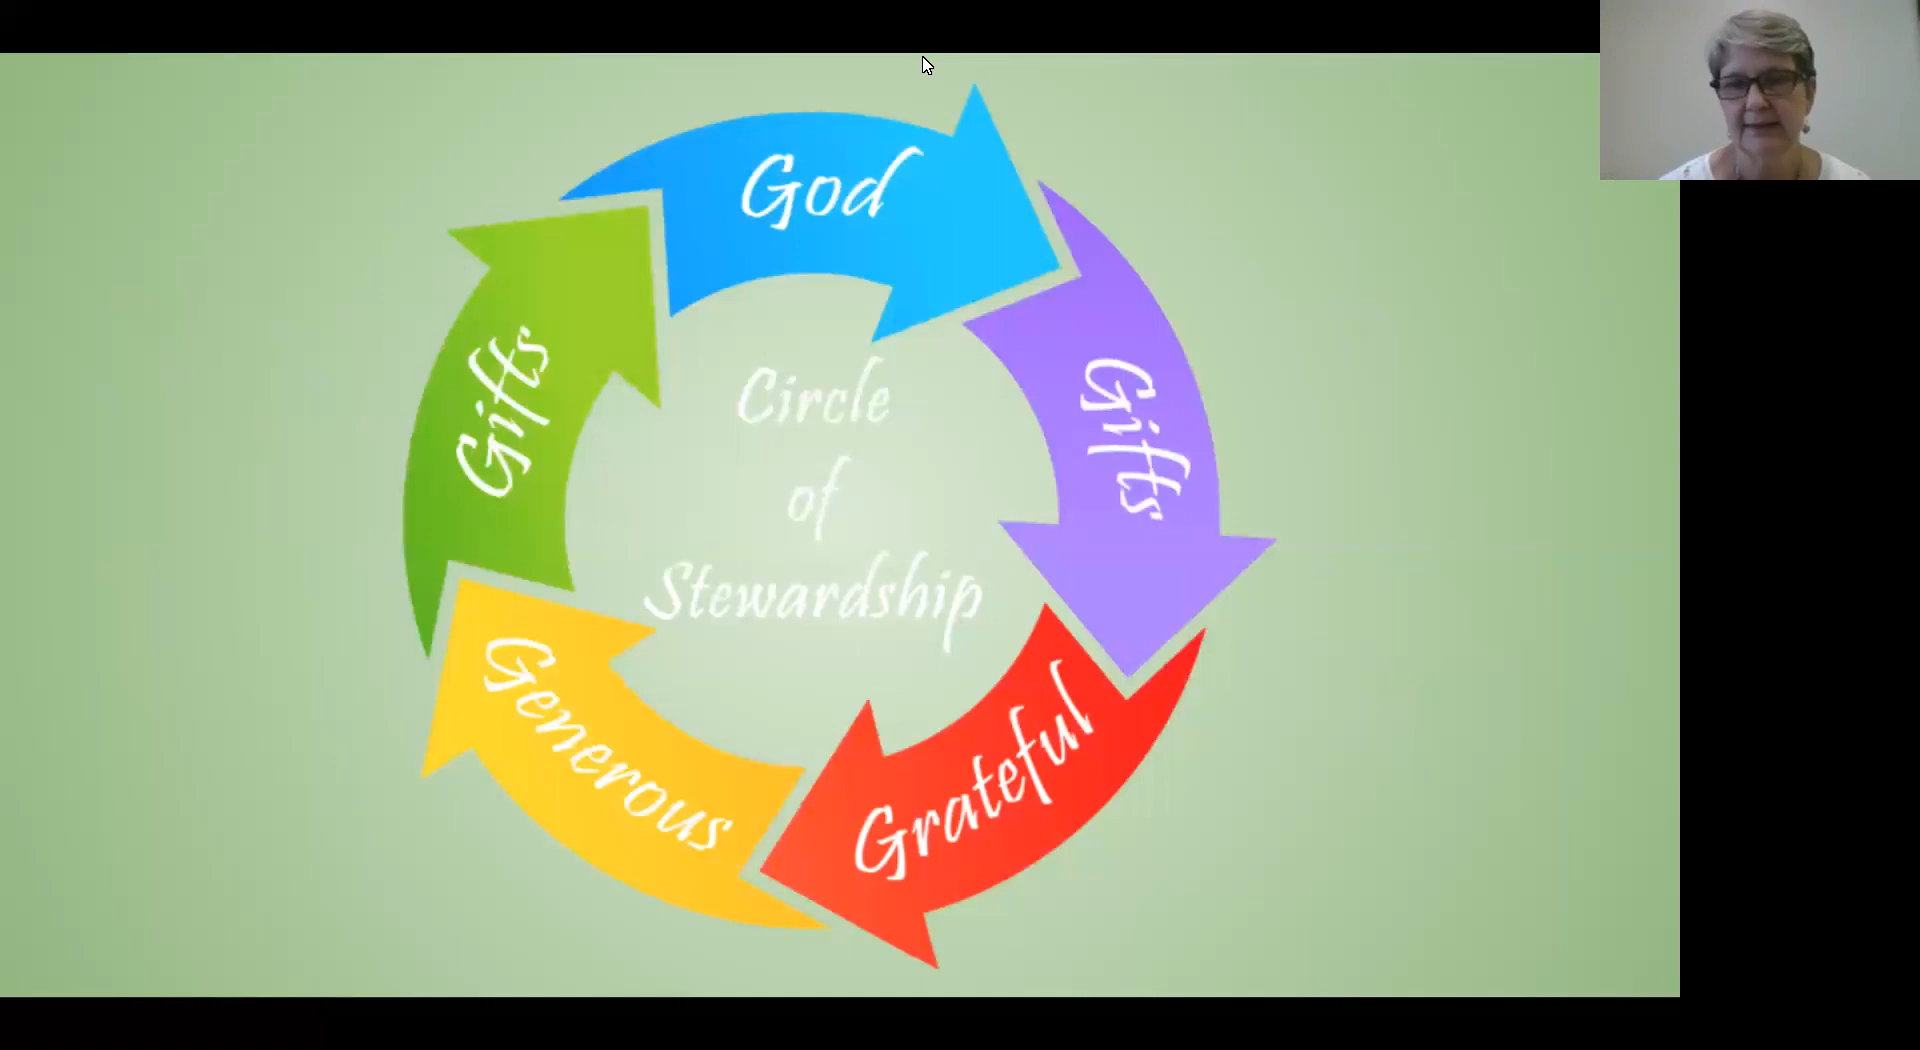 God
Gifts
Grateful
Generous
Gifts
Circle
of
Stewardship